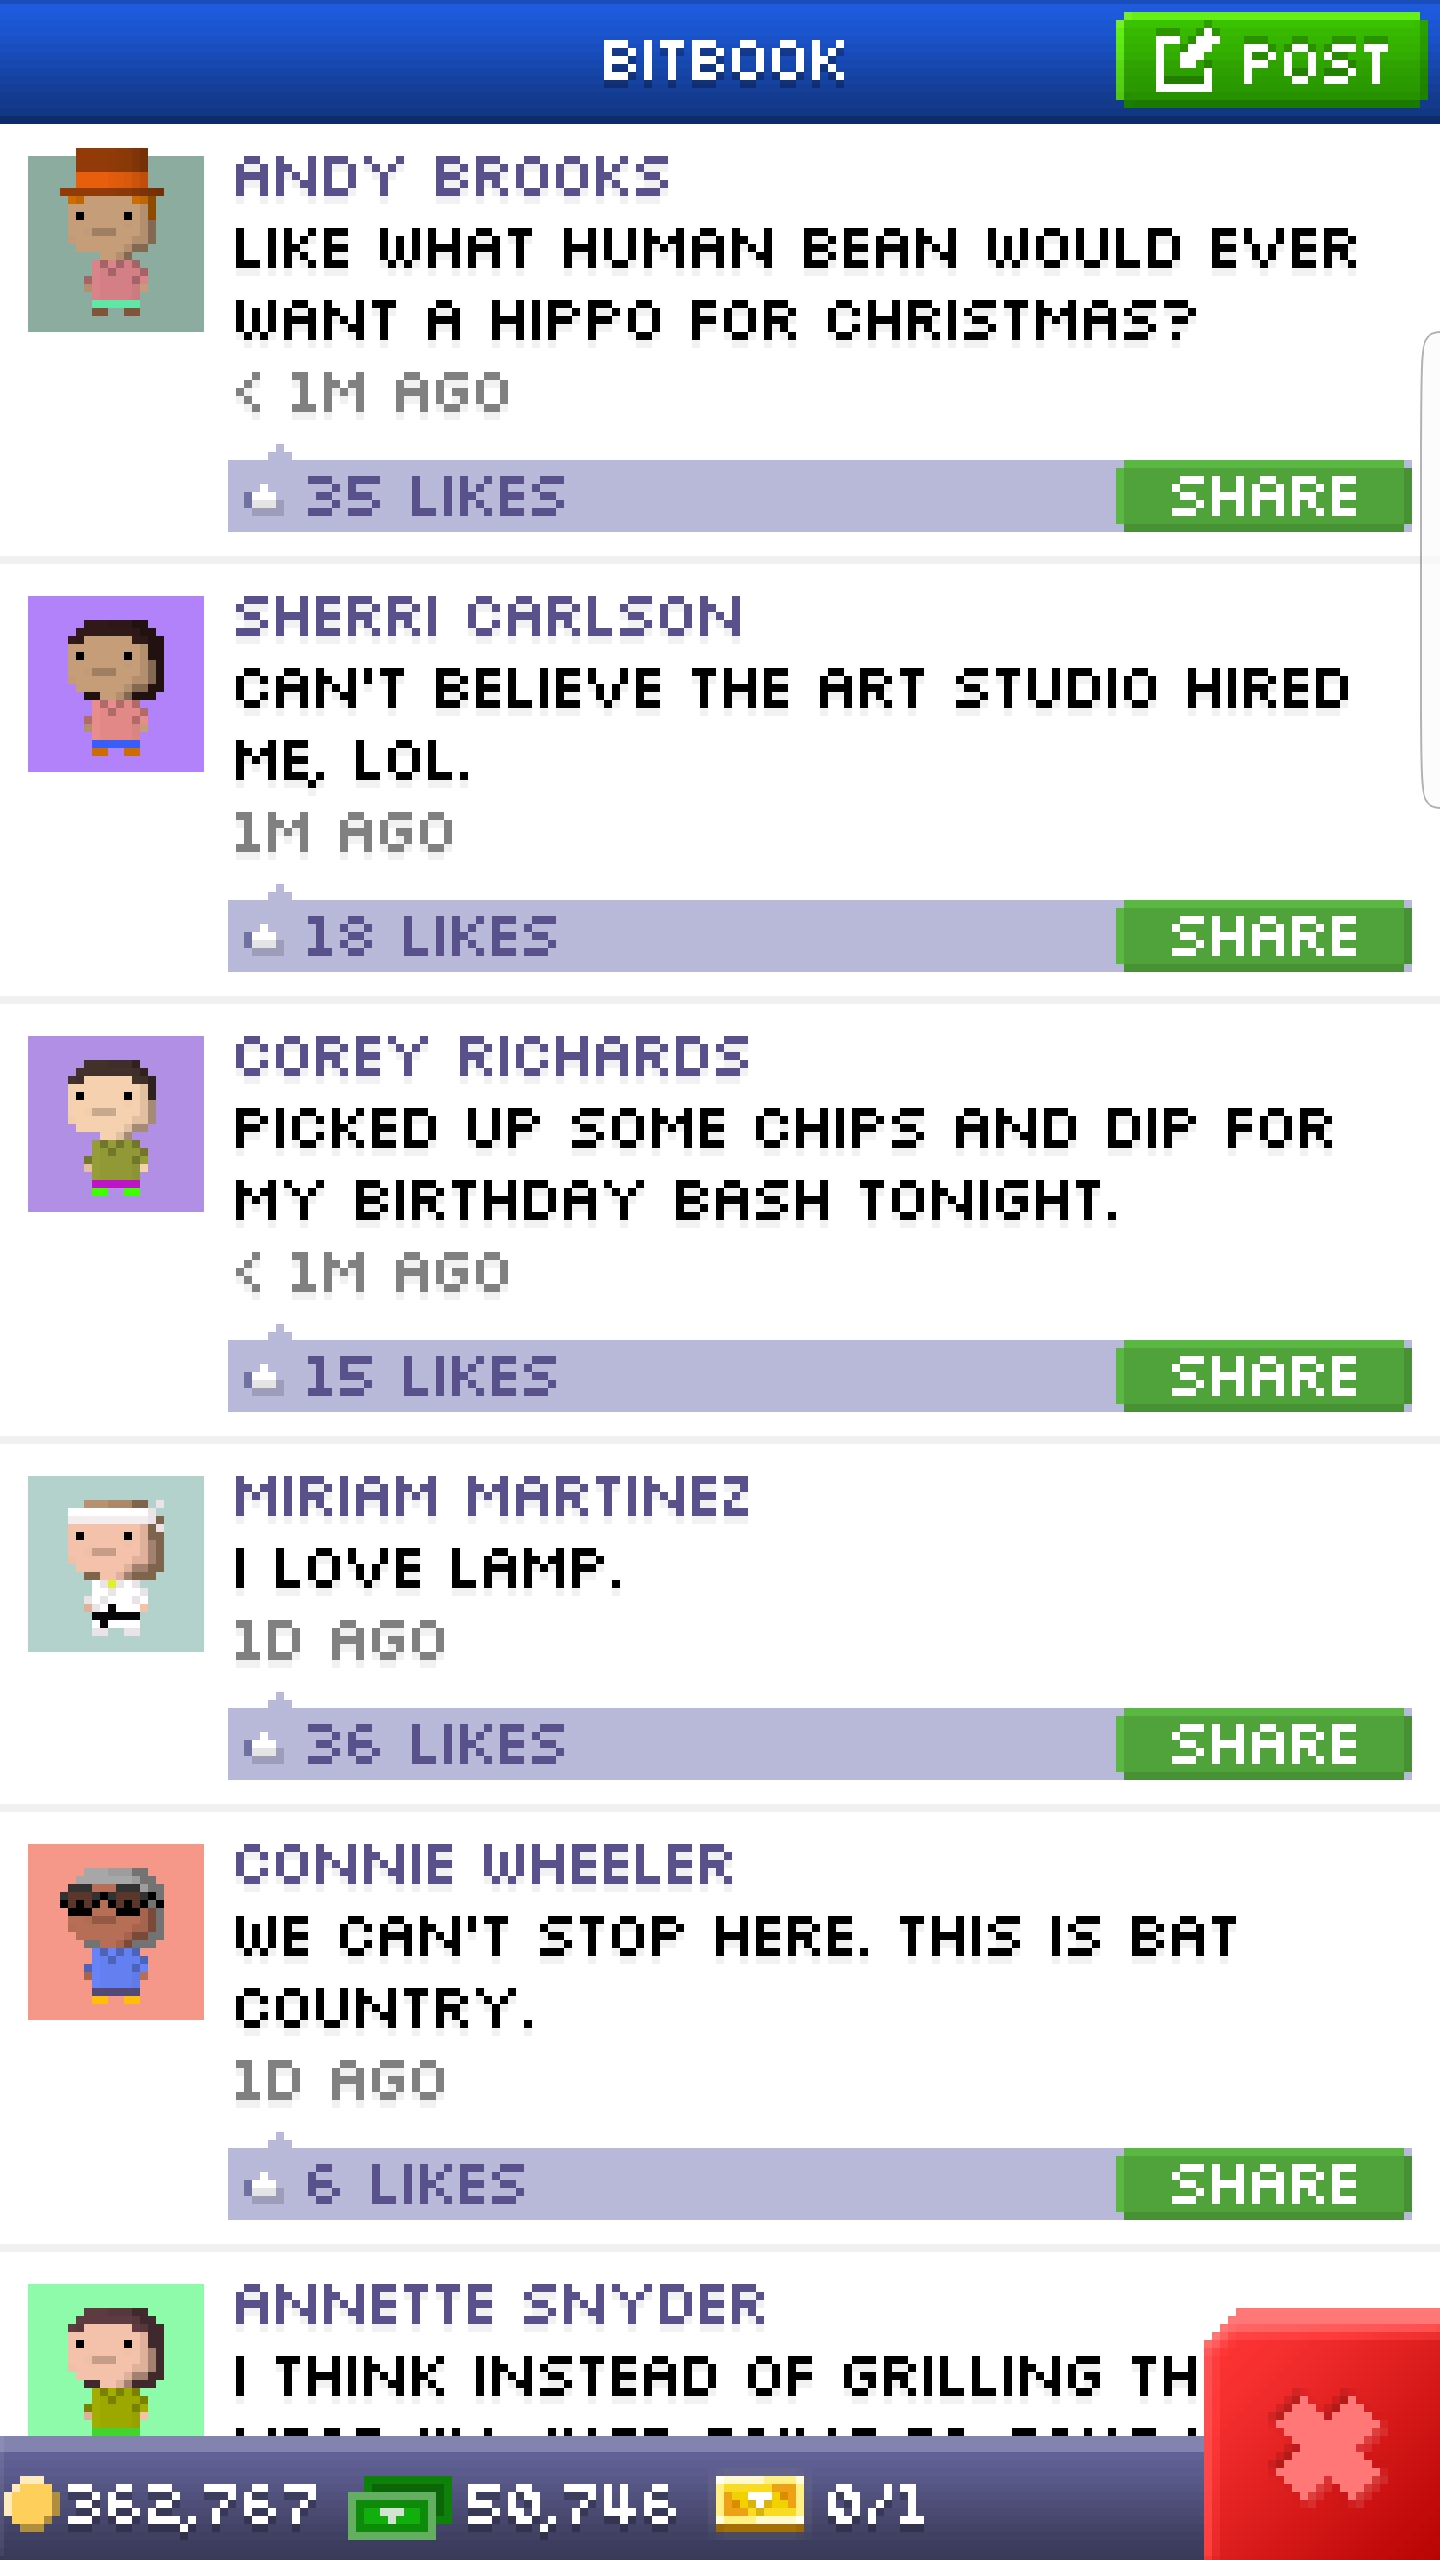 BITBOOK
POST
ANDY BROOKS
LIKE WHAT HUMAN BEAN WOULD EVER
WANT A HIPPO FOR CHRISTMAS?
< 1M AGO
35 LIKES
SHARE
SHERRI CARLSON
CAN'T BELIEVE THE ART STUDIO HIRED
ME, LOL.
1M AGO
18 LIKES
SHARE
COREY RICHARDS
PICKED UP SOME CHIPS AND DIP FOR
MY BIRTHDAY BASH TONIGHT.
< 1M AGO
15 LIKES
SHARE
MIRIAM MARTINEZ
I LOVE LAMP.
1D AGO
36 LIKES
SHARE
CONNIE WHEELER
WE CAN'T STOP HERE. THIS IS BAT
COUNTRY.
1D AGO
6 LIKES
SHARE
ANNETTE SNYDER
I THINK INSTEAD OF GRILLING TH
362,767
50,746
0/1